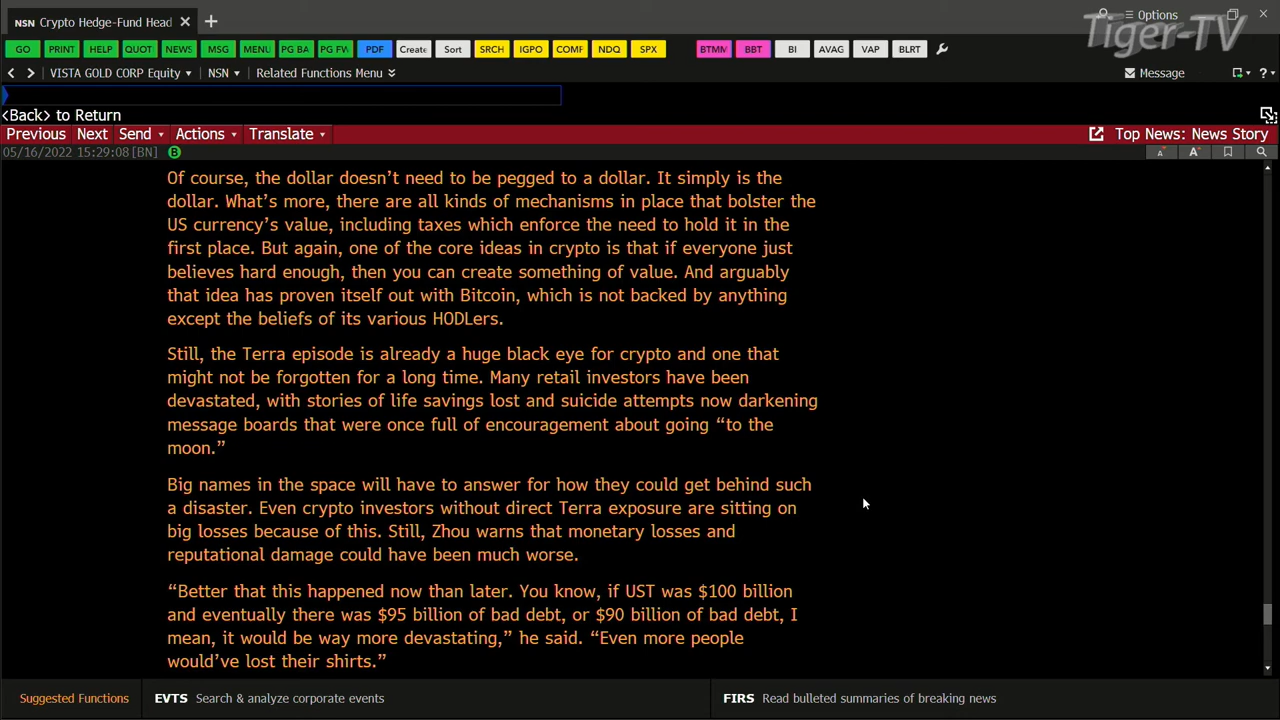 NSN Crypto Hedge-Fund Head
Options
Tiger-TV
GO PRINT HELP QUOT NEWS MSG MENU PG BA PG FW PDF Create Sort SRCH IGPO COMF NDQ SPX BTMM BBT BI AVAG VAP BLRT
VISTA GOLD CORP Equity NSN Related Functions Menu Message ?
<Back> to Return
Previous Next Send Actions Translate Top News: News Story
05/16/2022 15:29:08 [BN] B
Of course, the dollar doesn't need to be pegged to a dollar. It simply is the
dollar. What's more, there are all kinds of mechanisms in place that bolster the
US currency's value, including taxes which enforce the need to hold it in the
first place. But again, one of the core ideas in crypto is that if everyone just
believes hard enough, then you can create something of value. And arguably
that idea has proven itself out with Bitcoin, which is not backed by anything
except the beliefs of its various HODLers.
Still, the Terra episode is already a huge black eye for crypto and one that
might not be forgotten for a long time. Many retail investors have been
devastated, with stories of life savings lost and suicide attempts now darkening
message boards that were once full of encouragement about going “to the
moon.”
Big names in the space will have to answer for how they could get behind such
a disaster. Even crypto investors without direct Terra exposure are sitting on
big losses because of this. Still, Zhou warns that monetary losses and
reputational damage could have been much worse.
“Better that this happened now than later. You know, if UST was $100 billion
and eventually there was $95 billion of bad debt, or $90 billion of bad debt, I
mean, it would be way more devastating,” he said. “Even more people
would've lost their shirts.”
Suggested Functions EVTS Search & analyze corporate events FIRS Read bulleted summaries of breaking news